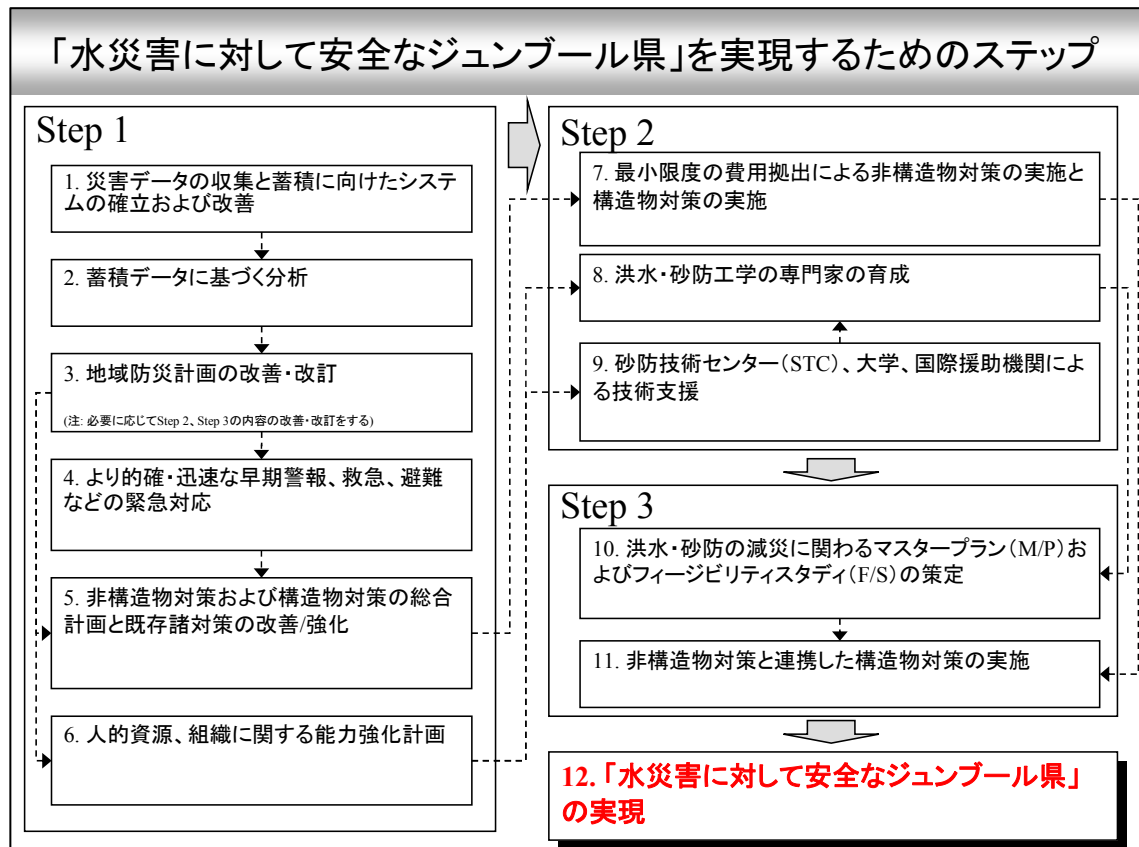 「水災害に対して安全なジュンブール県」を実現するためのステップ
Step 1
1. 災害データの収集と蓄積に向けたシステ
ムの確立および改善
2. 蓄積データに基づく分析
3. 地域防災計画の改善・改訂
(注: 必要に応じてStep 2、Step 3の内容の改善・改訂をする)
4. より的確・迅速な早期警報、救急、避難
などの緊急対応
5. 非構造物対策および構造物対策の総合
計画と既存諸対策の改善/強化
6. 人的資源、組織に関する能力強化計画
Step 2
7. 最小限度の費用拠出による非構造物対策の実施と
構造物対策の実施
8. 洪水・砂防工学の専門家の育成
9. 砂防技術センター(STC)、大学、国際援助機関によ
る技術支援
Step 3
10. 洪水・砂防の減災に関わるマスタープラン(M/P)お
よびフィージビリティスタディ(F/S)の策定
11. 非構造物対策と連携した構造物対策の実施
12.「水災害に対して安全なジュンブール県」
の実現